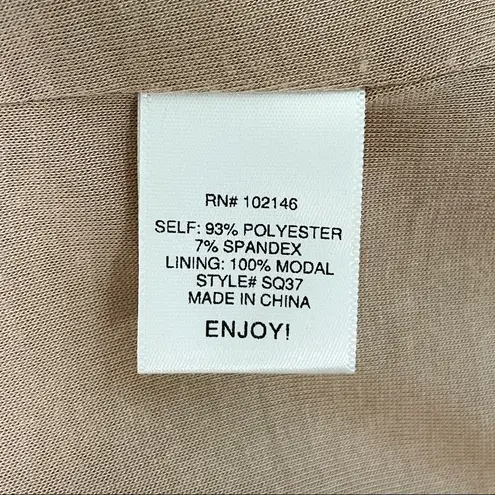 RN# 102146
SELF: 93% POLYESTER
7% SPANDEX
LINING: 100% MODAL
STYLE# SQ37
MADE IN CHINA
ENJOY!